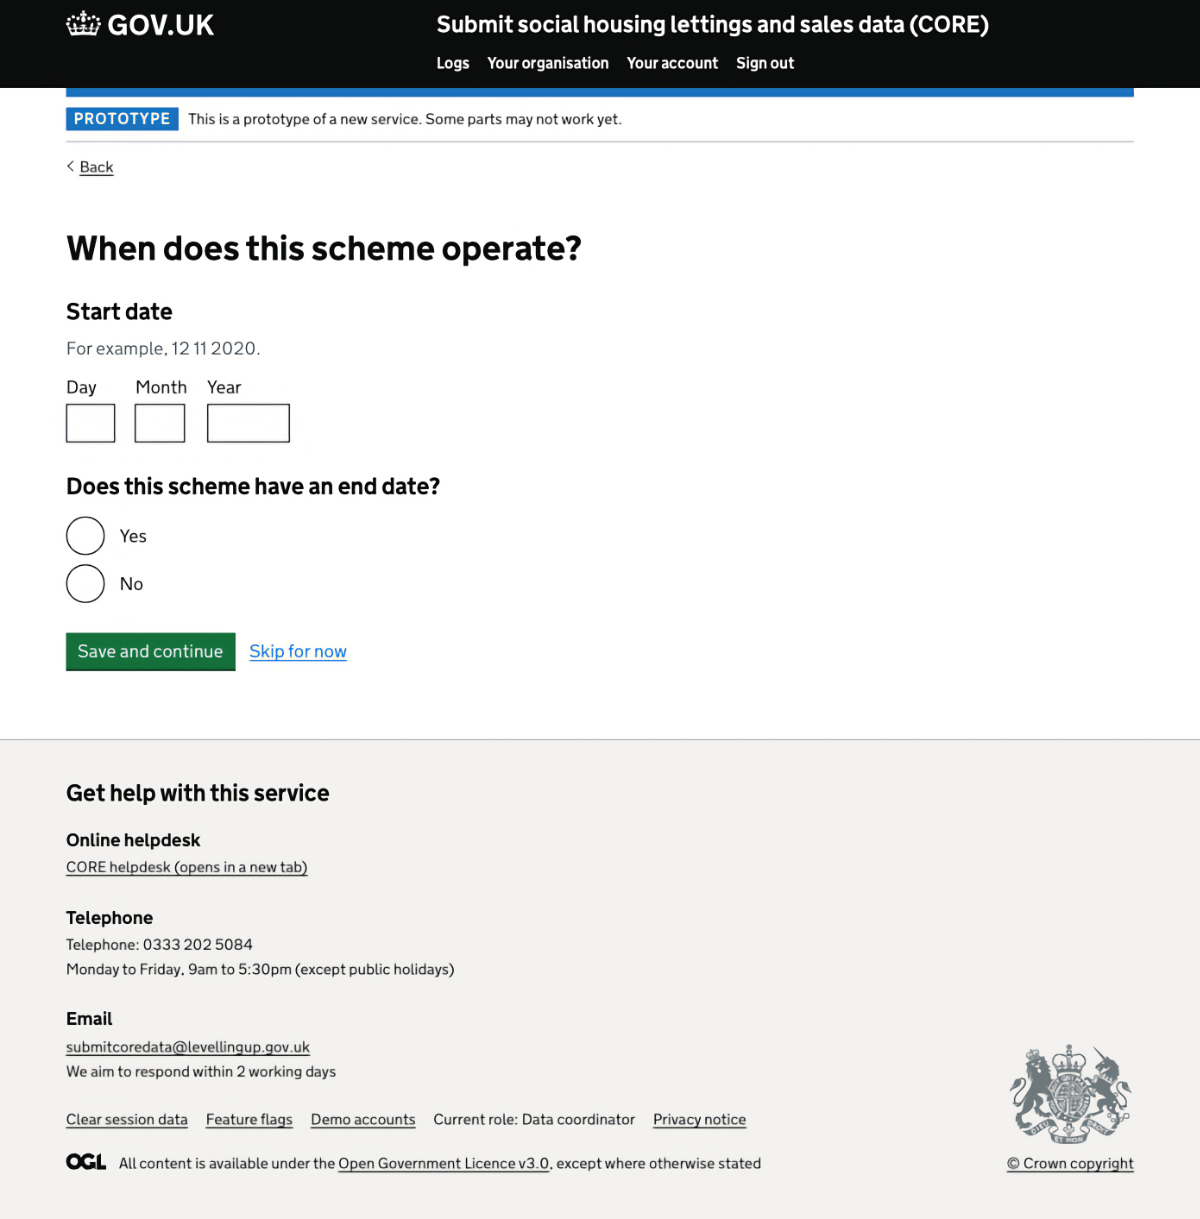 GOV.UK
Submit social housing lettings and sales data (CORE)
Logs Your organisation Your account Sign out
PROTOTYPE This is a prototype of a new service. Some parts may not work yet.
< Back
When does this scheme operate?
Start date
For example, 12 11 2020.
Day Month Year
Does this scheme have an end date?
Yes
No
Save and continue Skip for now
Get help with this service
Online helpdesk
CORE helpdesk (opens in a new tab)
Telephone
Telephone: 0333 202 5084
Monday to Friday, 9am to 5:30pm (except public holidays)
Email
submitcoredata@levellingup.gov.uk
We aim to respond within 2 working days
Clear session data Feature flags Demo accounts Current role: Data coordinator Privacy notice
OGL All content is available under the Open Government Licence v3.0, except where otherwise stated
DIEU ET MON DROIT
© Crown copyright